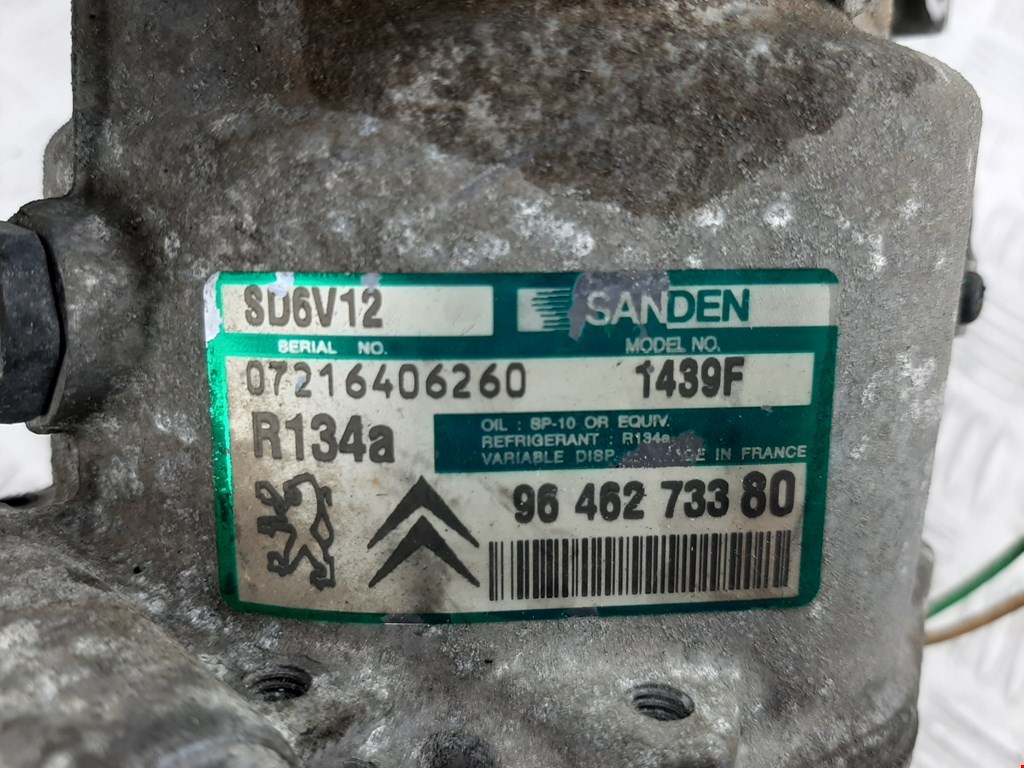 SD6V12 SANDEN
SERIAL NO. MODEL NO.
07216406260 1439F
R134a
OIL : SP-10 OR EQUIV.
REFRIGERANT : R134a
VARIABLE DISP. IN FRANCE
96 462 733 80